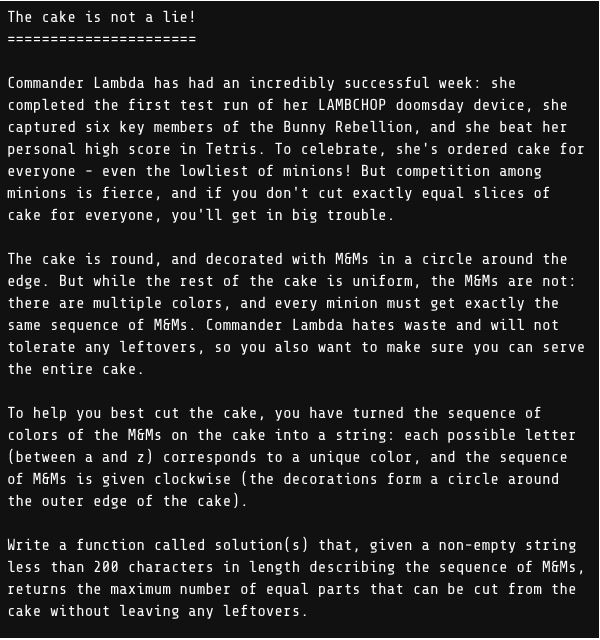 The cake is not a lie!
======================
Commander Lambda has had an incredibly successful week: she
completed the first test run of her LAMBCHOP doomsday device, she
captured six key members of the Bunny Rebellion, and she beat her
personal high score in Tetris. To celebrate, she's ordered cake for
everyone - even the lowliest of minions! But competition among
minions is fierce, and if you don't cut exactly equal slices of
cake for everyone, you'll get in big trouble.
The cake is round, and decorated with M&Ms in a circle around the
edge. But while the rest of the cake is uniform, the M&Ms are not:
there are multiple colors, and every minion must get exactly the
same sequence of M&Ms. Commander Lambda hates waste and will not
tolerate any leftovers, so you also want to make sure you can serve
the entire cake.
To help you best cut the cake, you have turned the sequence of
colors of the M&Ms on the cake into a string: each possible letter
(between a and z) corresponds to a unique color, and the sequence
of M&Ms is given clockwise (the decorations form a circle around
the outer edge of the cake).
Write a function called solution(s) that, given a non-empty string
less than 200 characters in length describing the sequence of M&Ms,
returns the maximum number of equal parts that can be cut from the
cake without leaving any leftovers.